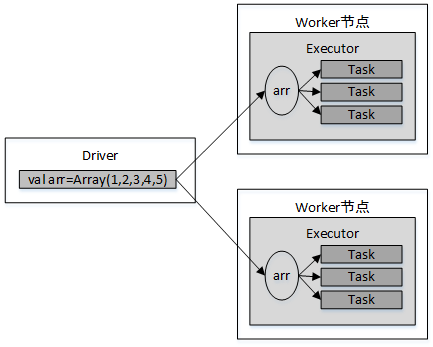 Worker节点
Executor
arr
Task
Task
Task
Driver
val arr=Array(1,2,3,4,5)
Worker节点
Executor
arr
Task
Task
Task